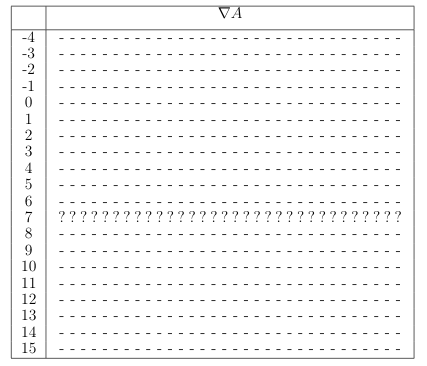 ∇A
-4 - - - - - - - - - - - - - - - - - - - - - - - - - - - - - - - -
-3 - - - - - - - - - - - - - - - - - - - - - - - - - - - - - - - -
-2 - - - - - - - - - - - - - - - - - - - - - - - - - - - - - - - -
-1 - - - - - - - - - - - - - - - - - - - - - - - - - - - - - - - -
0 - - - - - - - - - - - - - - - - - - - - - - - - - - - - - - - -
1 - - - - - - - - - - - - - - - - - - - - - - - - - - - - - - - -
2 - - - - - - - - - - - - - - - - - - - - - - - - - - - - - - - -
3 - - - - - - - - - - - - - - - - - - - - - - - - - - - - - - - -
4 - - - - - - - - - - - - - - - - - - - - - - - - - - - - - - - -
5 - - - - - - - - - - - - - - - - - - - - - - - - - - - - - - - -
6 - - - - - - - - - - - - - - - - - - - - - - - - - - - - - - - -
7 ? ? ? ? ? ? ? ? ? ? ? ? ? ? ? ? ? ? ? ? ? ? ? ? ? ? ? ? ? ? ? ?
8 - - - - - - - - - - - - - - - - - - - - - - - - - - - - - - - -
9 - - - - - - - - - - - - - - - - - - - - - - - - - - - - - - - -
10 - - - - - - - - - - - - - - - - - - - - - - - - - - - - - - - -
11 - - - - - - - - - - - - - - - - - - - - - - - - - - - - - - - -
12 - - - - - - - - - - - - - - - - - - - - - - - - - - - - - - - -
13 - - - - - - - - - - - - - - - - - - - - - - - - - - - - - - - -
14 - - - - - - - - - - - - - - - - - - - - - - - - - - - - - - - -
15 - - - - - - - - - - - - - - - - - - - - - - - - - - - - - - - -